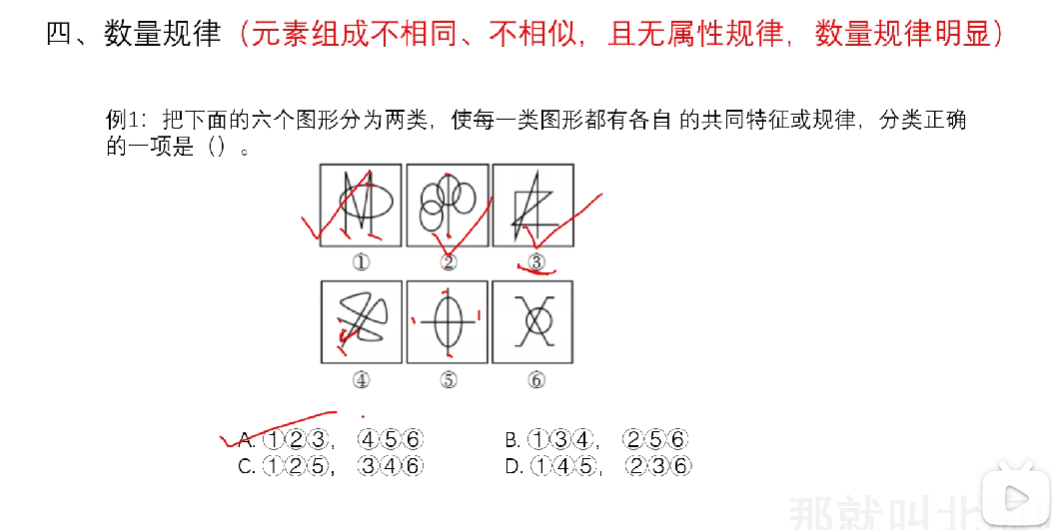 四、数量规律（元素组成不相同、不相似，且无属性规律，数量规律明显）
例1：把下面的六个图形分为两类，使每一类图形都有各自 的共同特征或规律，分类正确
的一项是（）。
① ② ③
④ ⑤ ⑥
A. ①②③， ④⑤⑥ B. ①③④， ②⑤⑥
C. ①②⑤， ③④⑥ D. ①④⑤， ②③⑥
那就叫北